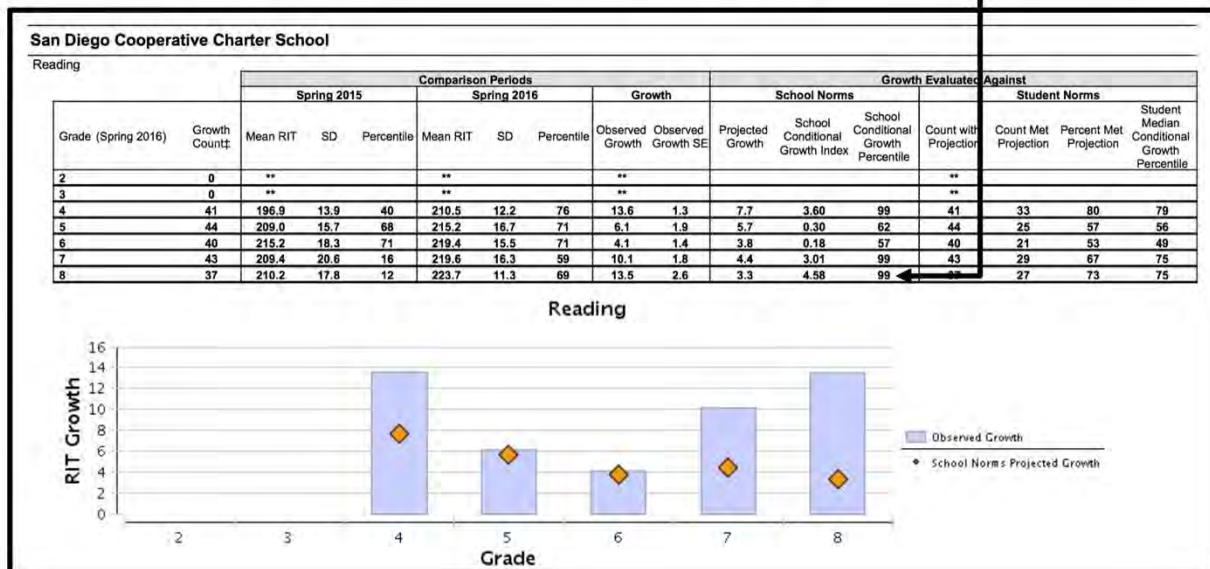 San Diego Cooperative Charter School
Reading
Comparison Periods Growth Evaluated Against
Spring 2015 Spring 2016 Growth School Norms Student Norms
Grade (Spring 2016) Growth Count‡ Mean RIT SD Percentile Mean RIT SD Percentile Observed Growth Observed Growth SE Projected Growth School Conditional Growth Index School Conditional Growth Percentile Count with Projection Count Met Projection Percent Met Projection Student Median Conditional Growth Percentile
2 0 ** ** ** **
3 0 ** ** ** **
4 41 196.9 13.9 40 210.5 12.2 76 13.6 1.3 7.7 3.60 99 41 33 80 79
5 44 209.0 15.7 68 215.2 16.7 71 6.1 1.9 5.7 0.30 62 44 25 57 56
6 40 215.2 18.3 71 219.4 15.5 71 4.1 1.4 3.8 0.18 57 40 21 53 49
7 43 209.4 20.6 16 219.6 16.3 59 10.1 1.8 4.4 3.01 99 43 29 67 75
8 37 210.2 17.8 12 223.7 11.3 69 13.5 2.6 3.3 4.58 99 27 73 75
Reading
16
14
12
10
8
6
4
2
0
RIT Growth
2 3 4 5 6 7 8
Grade
Observed Growth
School Norms Projected Growth